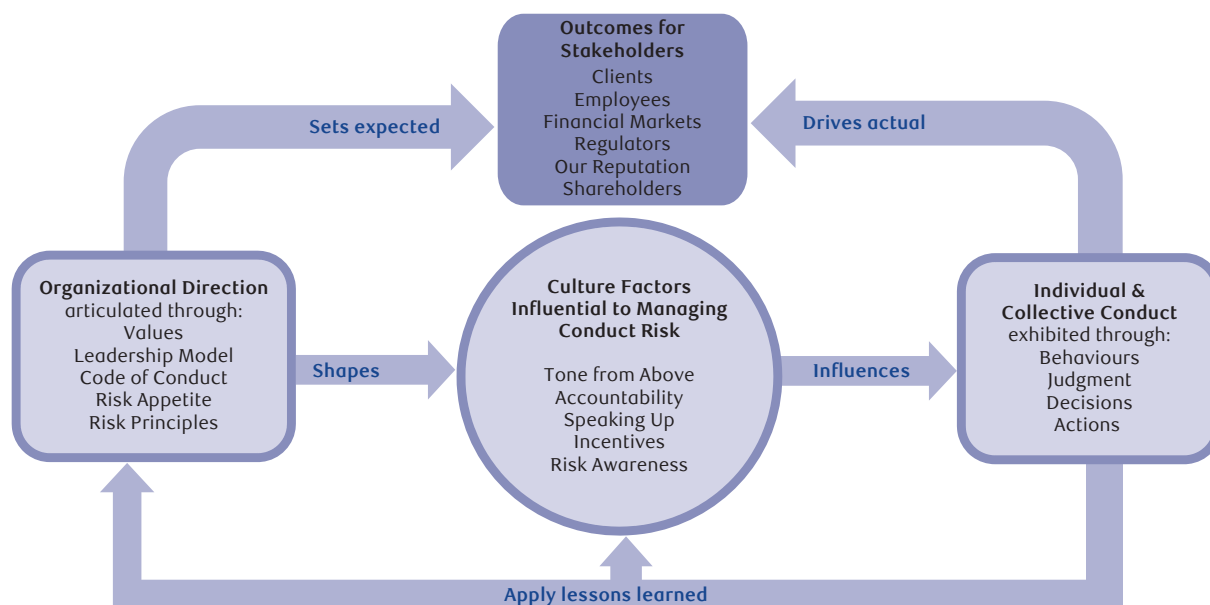 Outcomes for
Stakeholders
Clients
Employees
Financial Markets
Regulators
Our Reputation
Shareholders
Sets expected
Drives actual
Organizational Direction
articulated through:
Values
Leadership Model
Code of Conduct
Risk Appetite
Risk Principles
Shapes
Culture Factors
Influential to Managing
Conduct Risk
Tone from Above
Accountability
Speaking Up
Incentives
Risk Awareness
Influences
Individual &
Collective Conduct
exhibited through:
Behaviours
Judgment
Decisions
Actions
Apply lessons learned